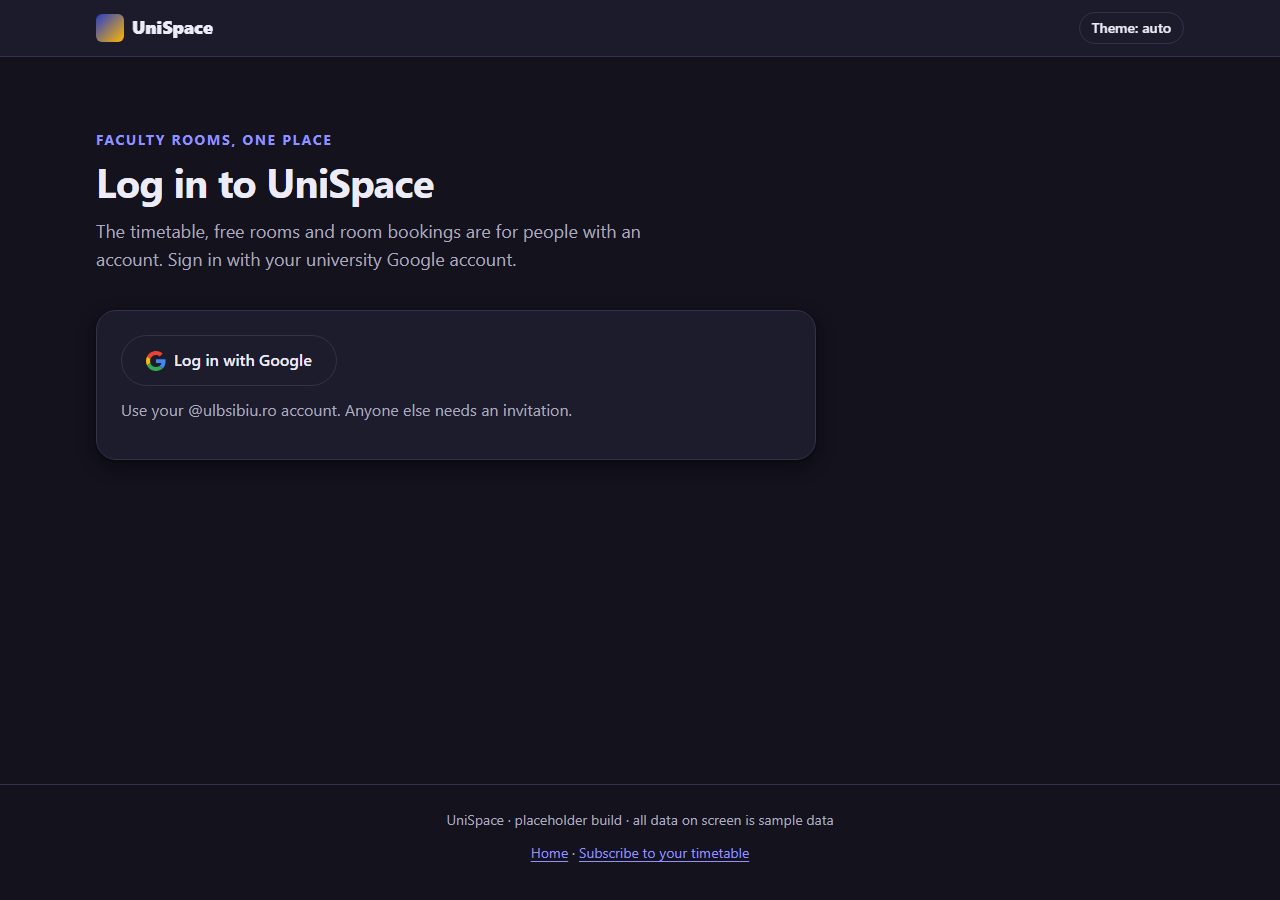 UniSpace
Theme: auto
FACULTY ROOMS, ONE PLACE
Log in to UniSpace
The timetable, free rooms and room bookings are for people with an
account. Sign in with your university Google account.
Log in with Google
Use your @ulbsibiu.ro account. Anyone else needs an invitation.
UniSpace · placeholder build · all data on screen is sample data
Home · Subscribe to your timetable